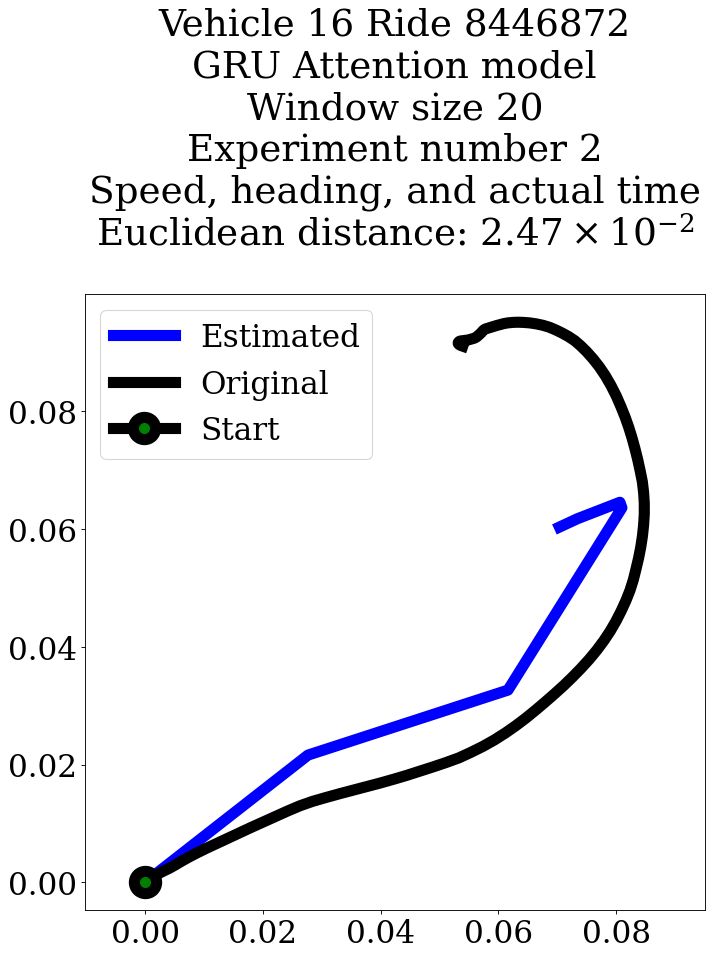 Vehicle 16 Ride 8446872
GRU Attention model
Window size 20
Experiment number 2
Speed, heading, and actual time
Euclidean distance: 2.47 × 10⁻²
Estimated
Original
Start
0.08
0.06
0.04
0.02
0.00
0.00 0.02 0.04 0.06 0.08